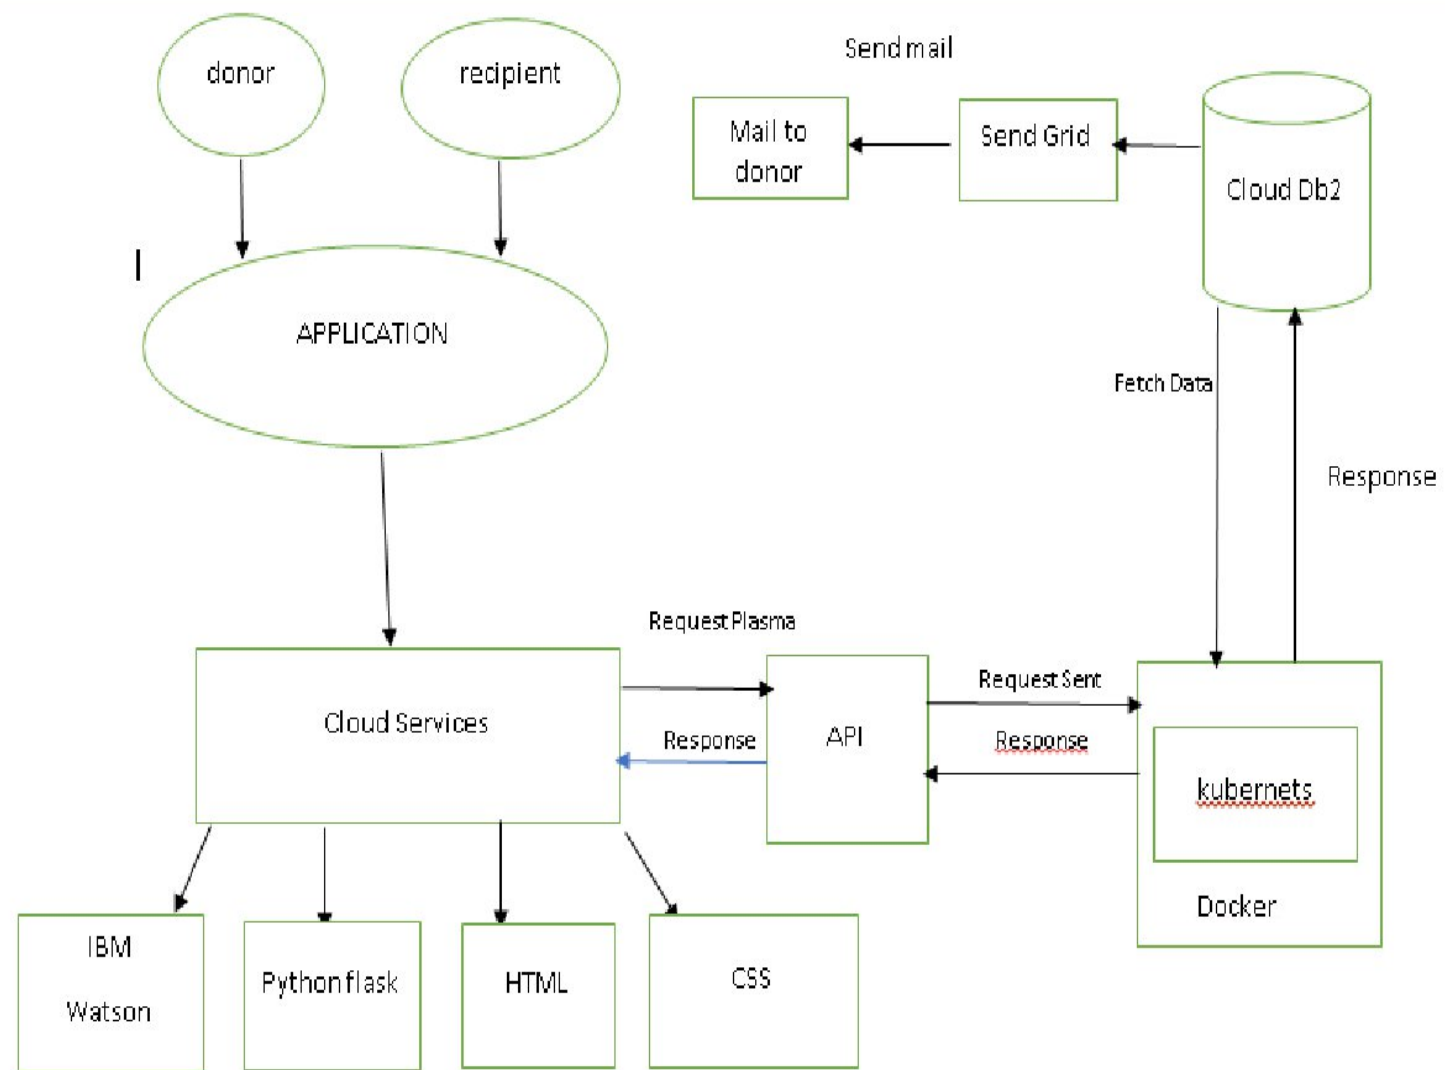 donor
recipient
Send mail
Mail to
donor
Send Grid
Cloud Db2
APPLICATION
Fetch Data
Response
Request Plasma
Cloud Services
Response
API
Request Sent
Response
kubernets
Docker
IBM
Watson
Python flask
HTML
CSS